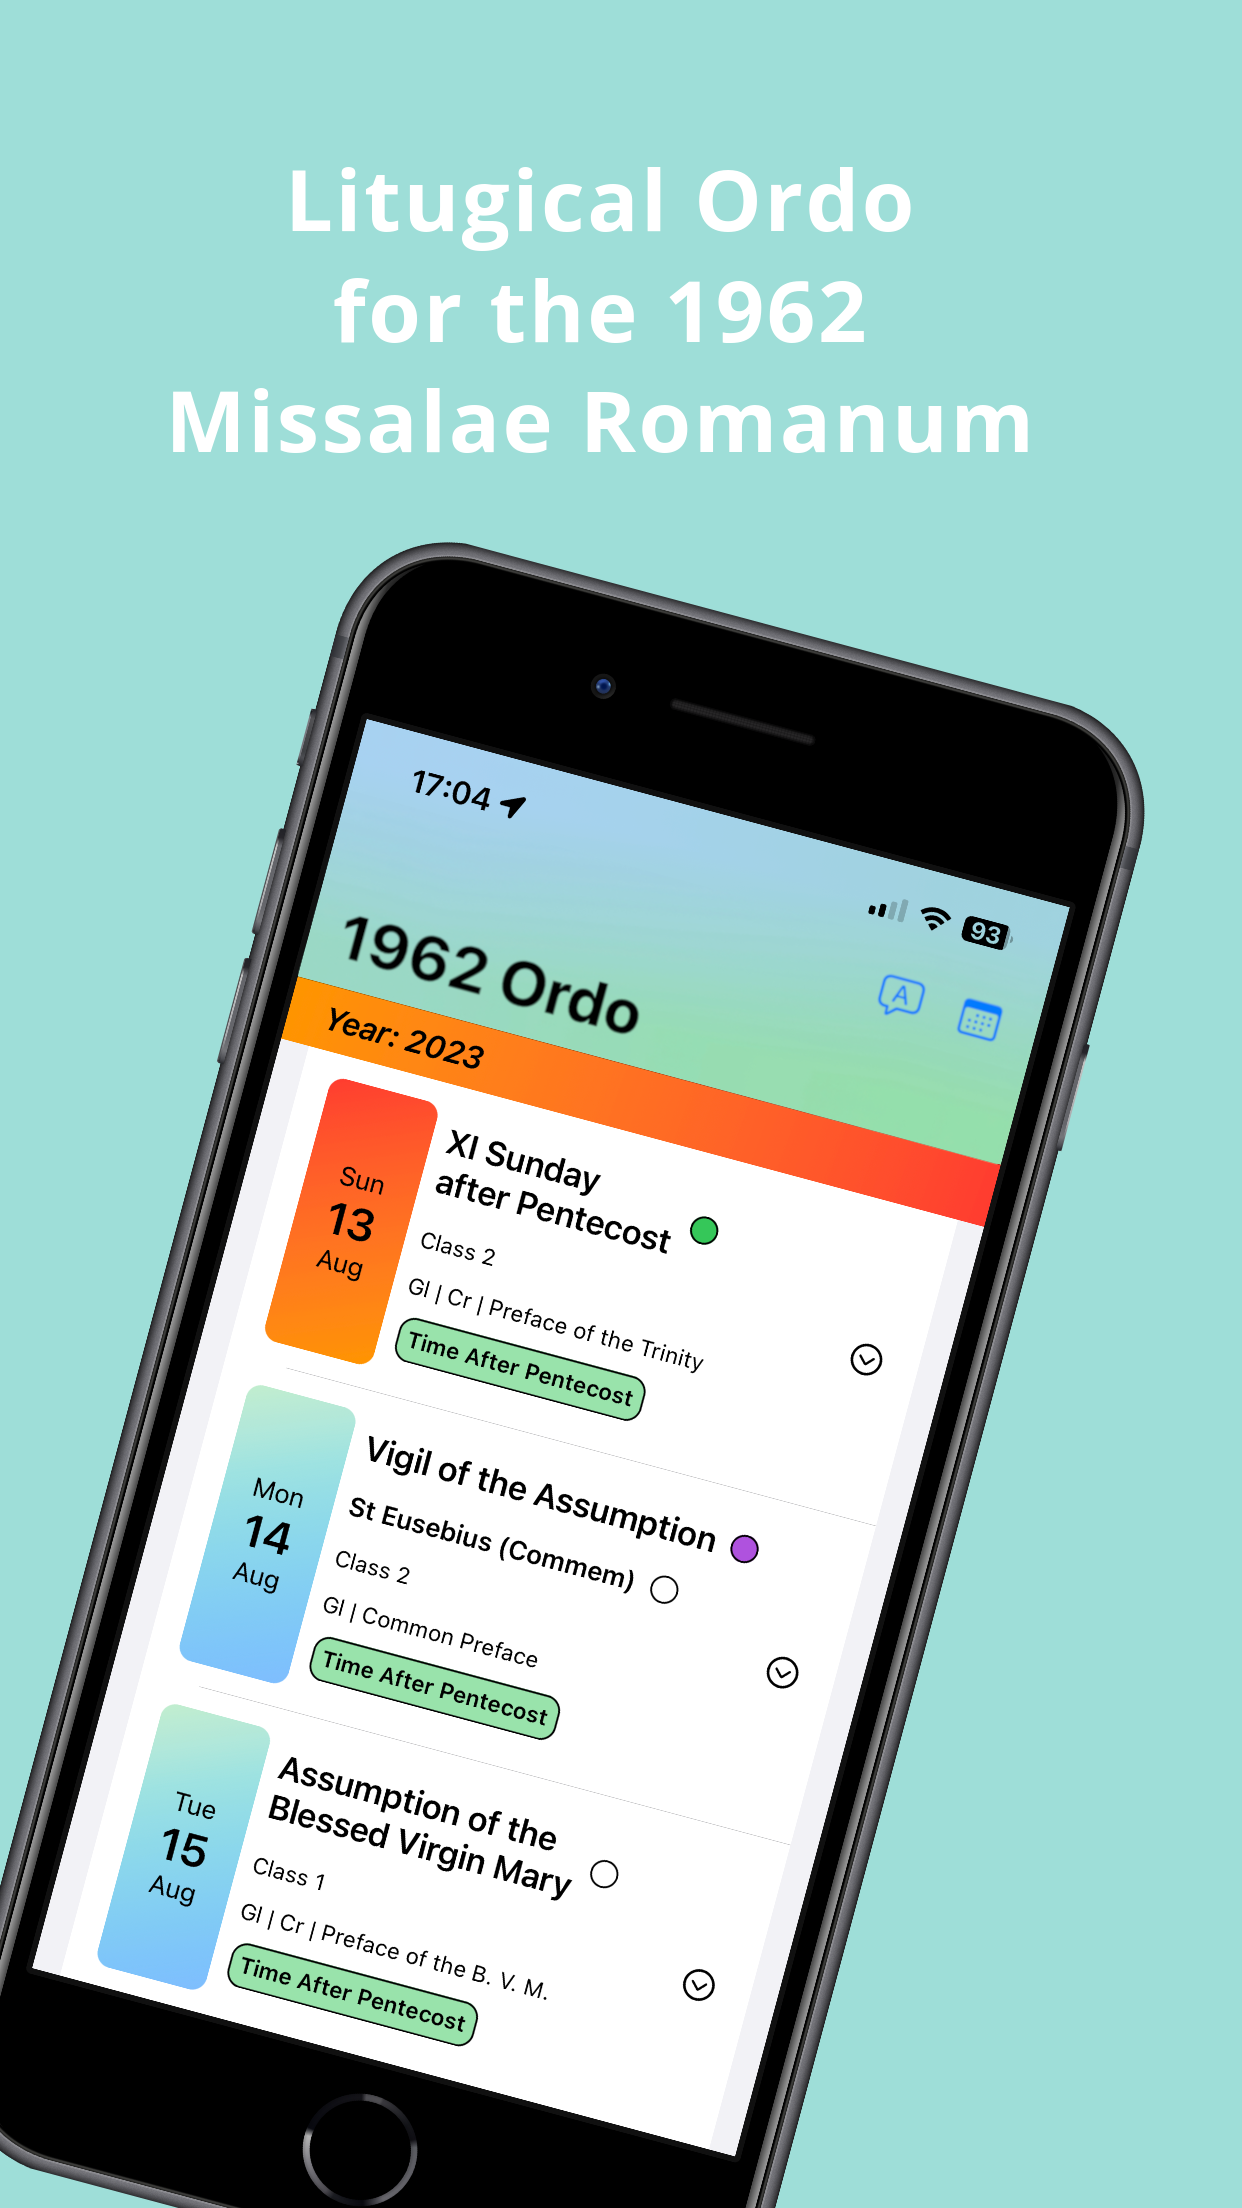 Litugical Ordo
for the 1962
Missalae Romanum
17:04
93
1962 Ordo
A
Year: 2023
Sun
13
Aug
XI Sunday
after Pentecost
Class 2
Gl | Cr | Preface of the Trinity
Time After Pentecost
Mon
14
Aug
Vigil of the Assumption
St Eusebius (Commem)
Class 2
Gl | Common Preface
Time After Pentecost
Tue
15
Aug
Assumption of the
Blessed Virgin Mary
Class 1
Gl | Cr | Preface of the B. V. M.
Time After Pentecost